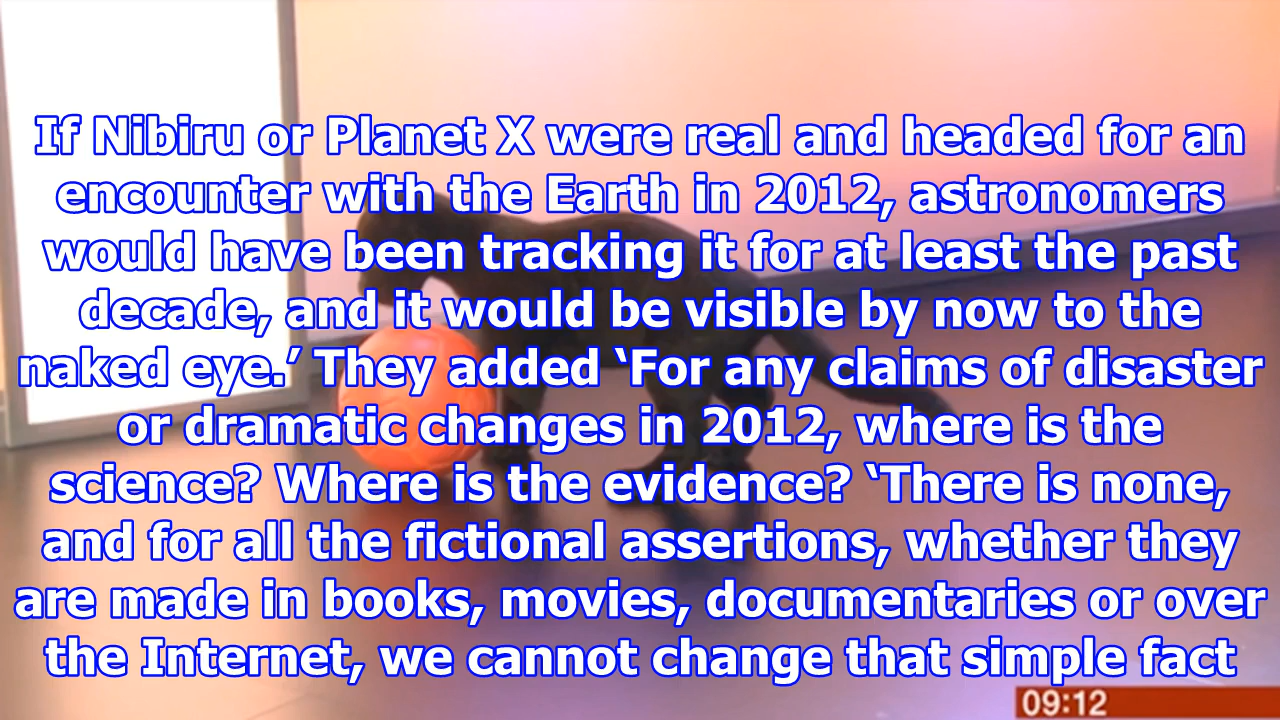 If Nibiru or Planet X were real and headed for an
encounter with the Earth in 2012, astronomers
would have been tracking it for at least the past
decade, and it would be visible by now to the
naked eye.’ They added ‘For any claims of disaster
or dramatic changes in 2012, where is the
science? Where is the evidence? ‘There is none,
and for all the fictional assertions, whether they
are made in books, movies, documentaries or over
the Internet, we cannot change that simple fact
09:12